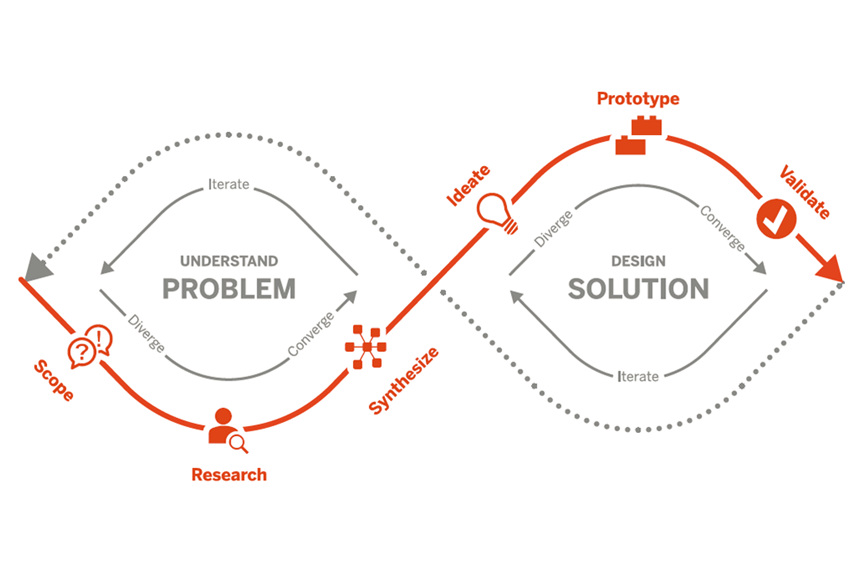 Prototype
Validate
Ideate
Iterate
Diverge
Converge
UNDERSTAND
PROBLEM
DESIGN
SOLUTION
Diverge
Converge
Iterate
Scope
Synthesize
Research
?
!